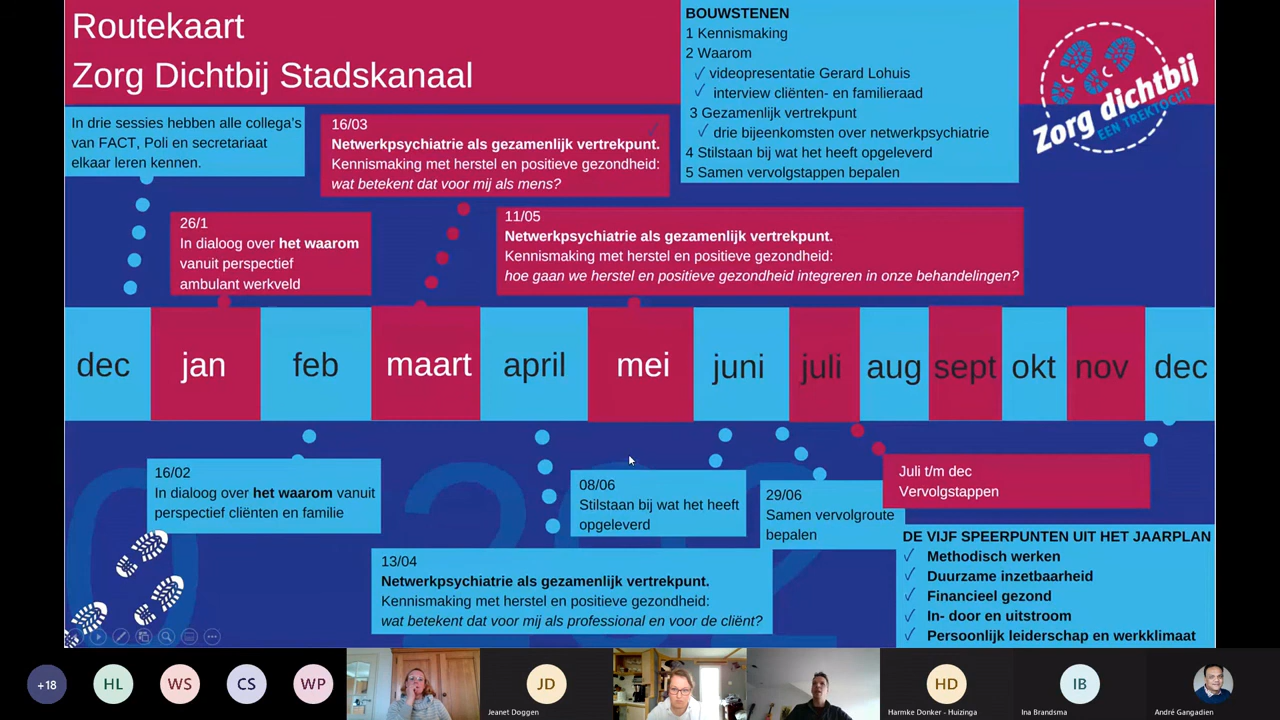 Routekaart
Zorg Dichtbij Stadskanaal
BOUWSTENEN
1 Kennismaking
2 Waarom
✓ videopresentatie Gerard Lohuis
✓ interview cliënten- en familieraad
3 Gezamenlijk vertrekpunt
✓ drie bijeenkomsten over netwerkpsychiatrie
4 Stilstaan bij wat het heeft opgeleverd
5 Samen vervolgstappen bepalen
Zorg dichtbij
EEN TREKTOCHT
In drie sessies hebben alle collega's
van FACT, Poli en secretariaat
elkaar leren kennen.
16/03
Netwerkpsychiatrie als gezamenlijk vertrekpunt.
Kennismaking met herstel en positieve gezondheid:
wat betekent dat voor mij als mens?
26/1
In dialoog over het waarom
vanuit perspectief
ambulant werkveld
11/05
Netwerkpsychiatrie als gezamenlijk vertrekpunt.
Kennismaking met herstel en positieve gezondheid:
hoe gaan we herstel en positieve gezondheid integreren in onze behandelingen?
dec jan feb maart april mei juni juli aug sept okt nov dec
16/02
In dialoog over het waarom vanuit
perspectief cliënten en familie
08/06
Stilstaan bij wat het heeft
opgeleverd
29/06
Samen vervolgroute
bepalen
Juli t/m dec
Vervolgstappen
13/04
Netwerkpsychiatrie als gezamenlijk vertrekpunt.
Kennismaking met herstel en positieve gezondheid:
wat betekent dat voor mij als professional en voor de cliënt?
DE VIJF SPEERPUNTEN UIT HET JAARPLAN
✓ Methodisch werken
✓ Duurzame inzetbaarheid
✓ Financieel gezond
✓ In- door en uitstroom
✓ Persoonlijk leiderschap en werkklimaat
+18 HL WS CS WP JD HD IB
Jeanet Doggen
Harmke Donker - Huizinga
Ina Brandsma
André Gangadien